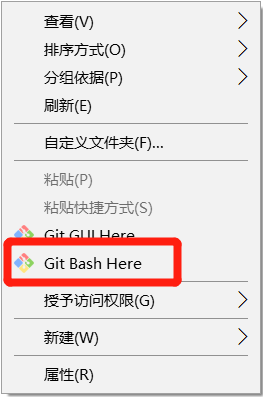 查看(V)
排序方式(O)
分组依据(P)
刷新(E)
自定义文件夹(F)...
粘贴(P)
粘贴快捷方式(S)
Git GUI Here
Git Bash Here
授予访问权限(G)
新建(W)
属性(R)